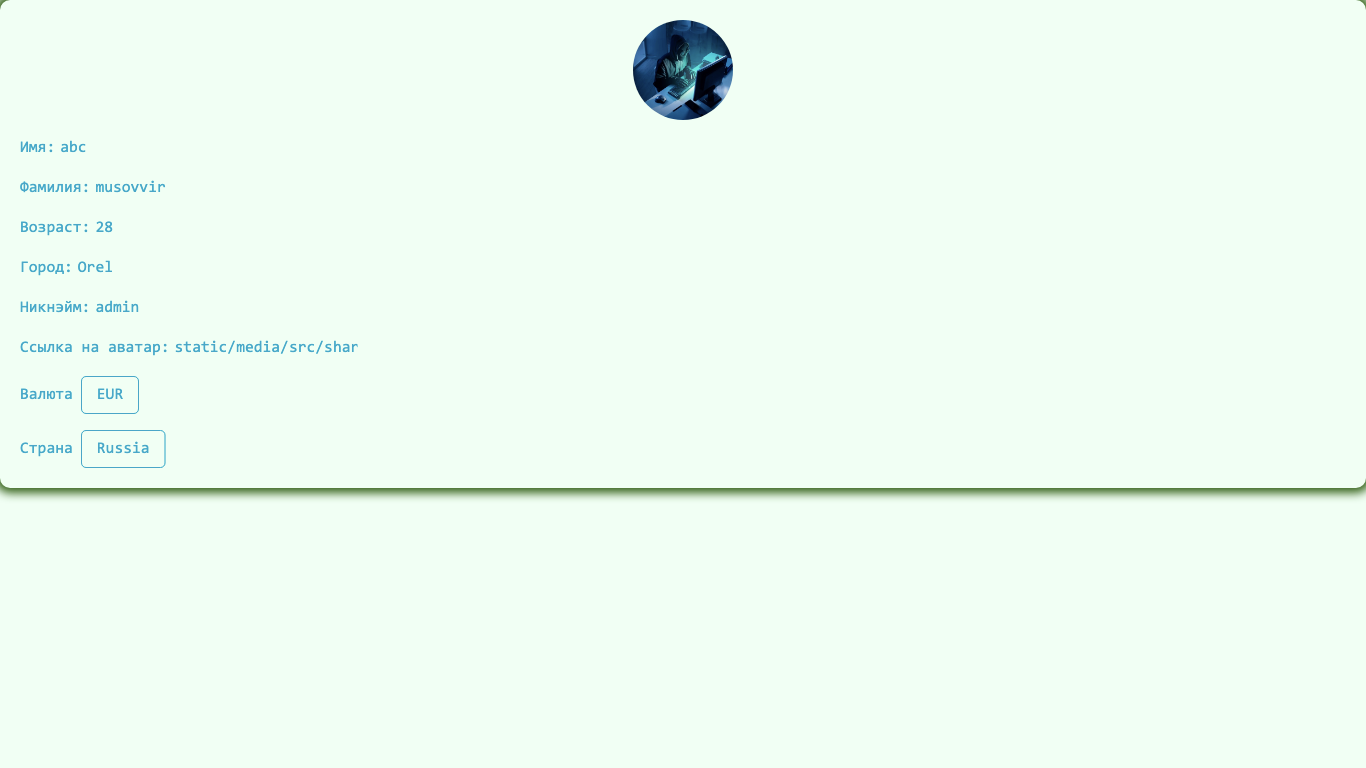 Имя: abc
Фамилия: musovvir
Возраст: 28
Город: Orel
Никнэйм: admin
Ссылка на аватар: static/media/src/shar
Валюта EUR
Страна Russia